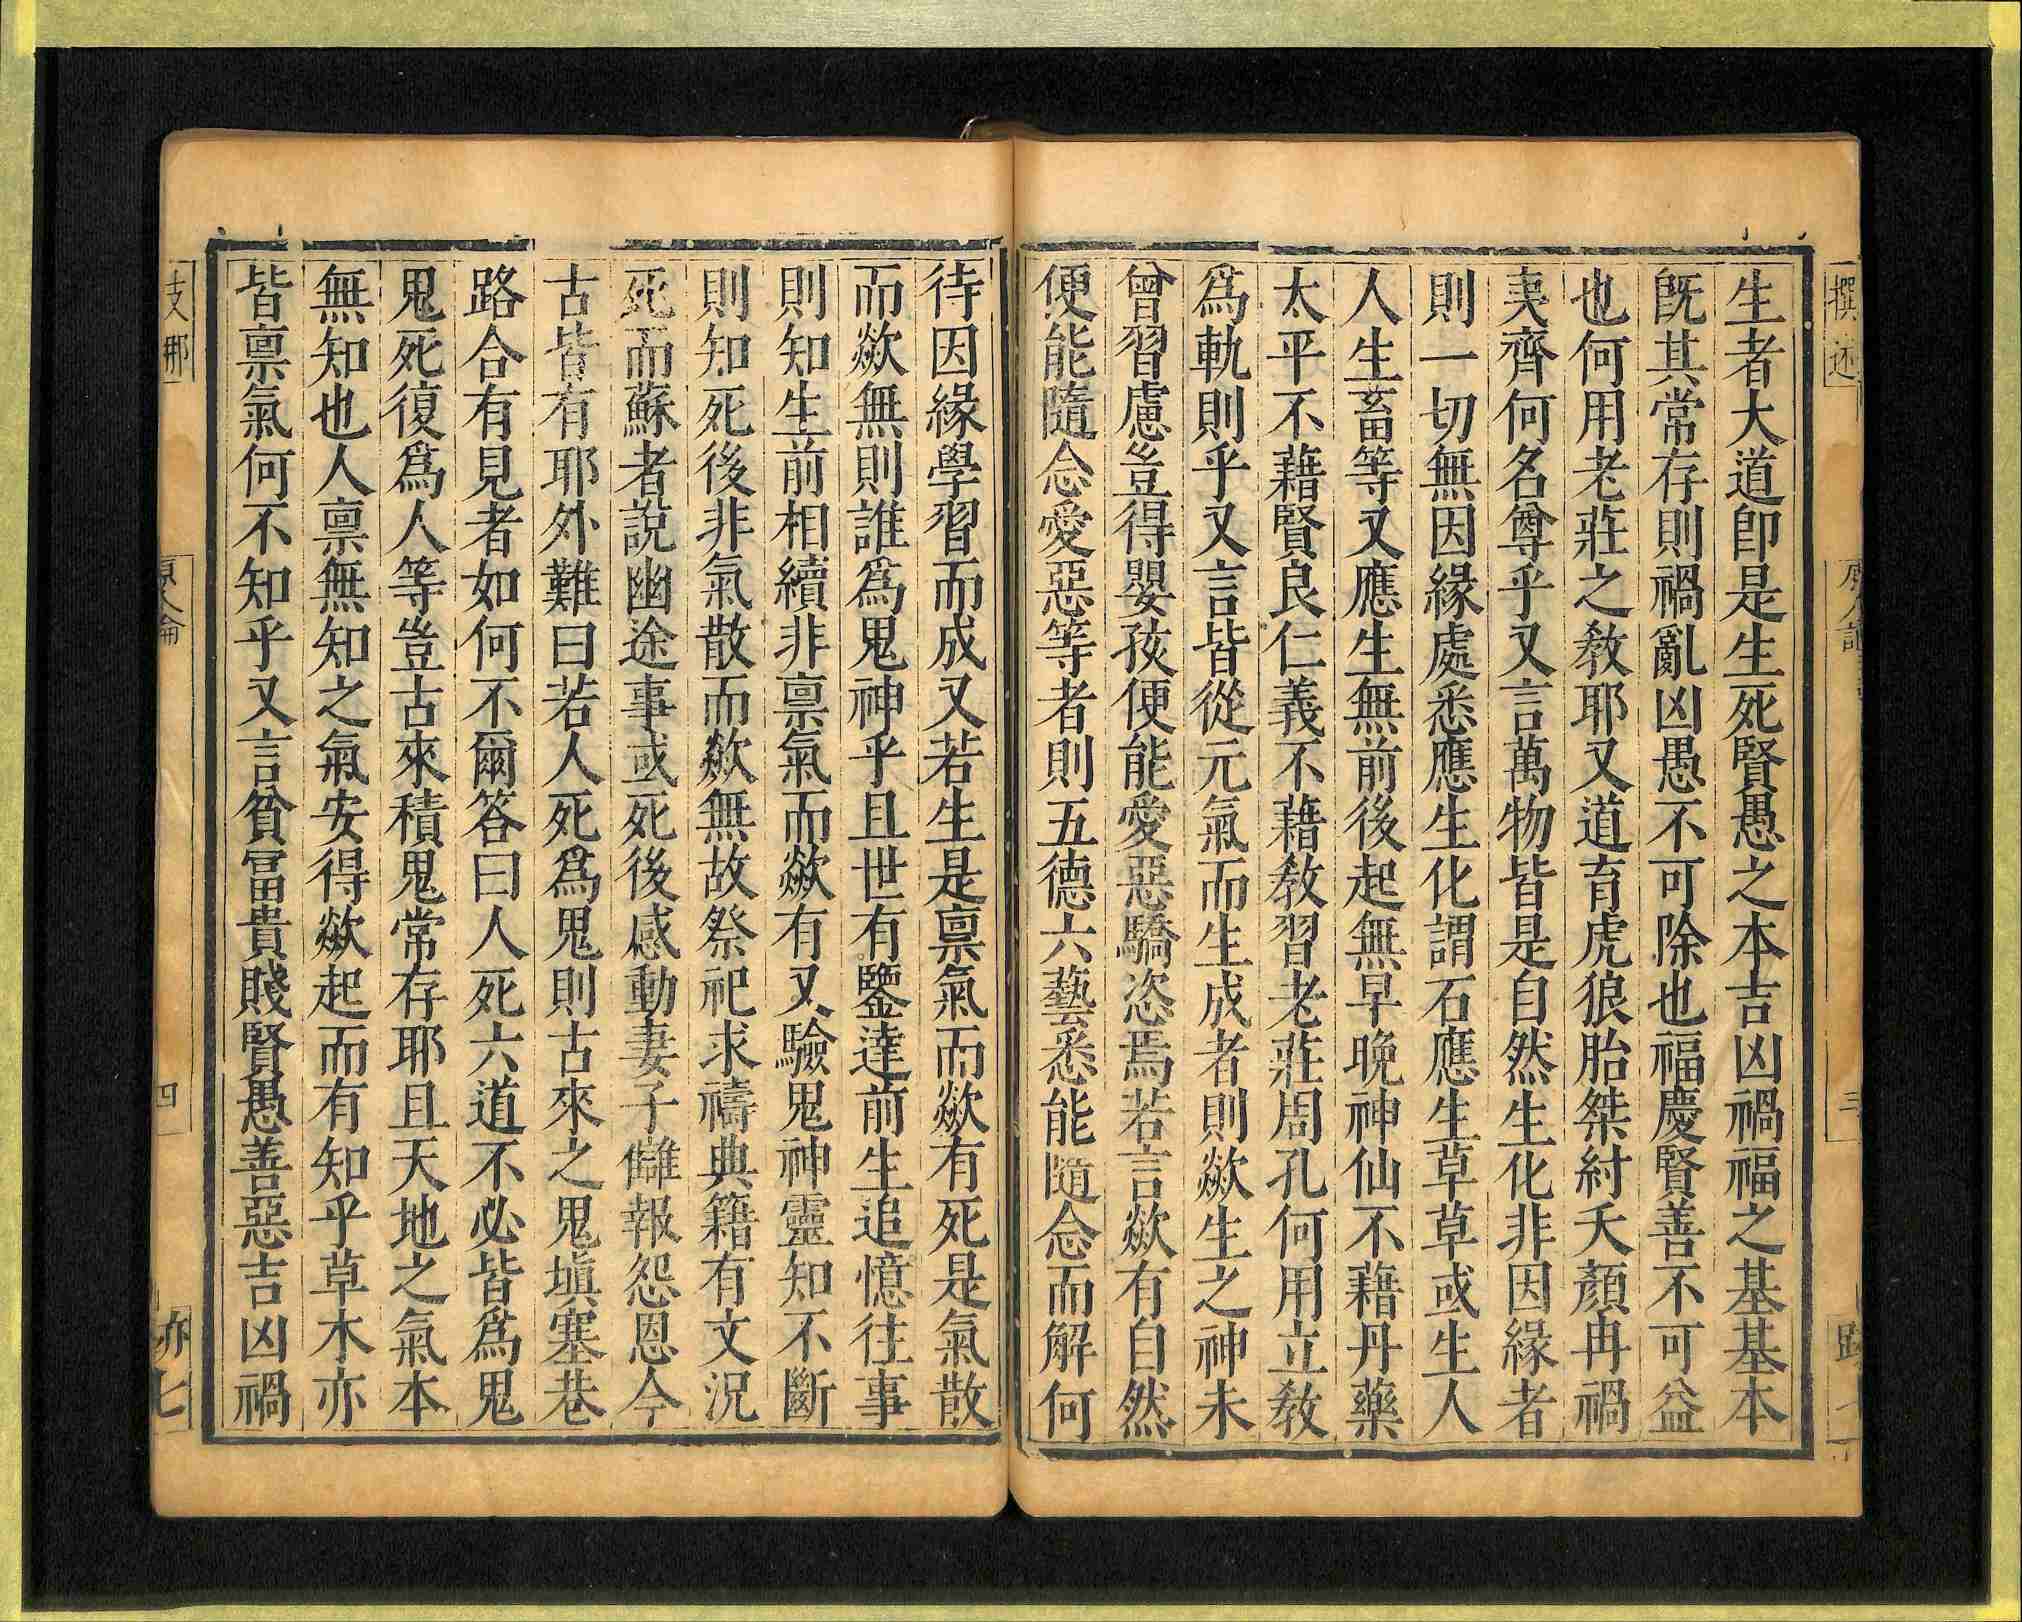 撰述
原人論
三
生者大道卽是生死賢愚之本吉凶禍福之基基本
旣其常存則禍亂凶愚不可除也福慶賢善不可益
也何用老莊之敎耶又道育虎狼胎桀紂夭顏冉禍
夷齊何名尊乎又言萬物皆是自然生化非因緣者
則一切無因緣處悉應生化謂石應生草草或生人
人生畜等又應生無前後起無早晚神仙不藉丹藥
太平不藉賢良仁義不藉敎習老莊周孔何用立敎
爲軌則乎又言皆從元氣而生成者則歘生之神未
曾習慮豈得嬰孩便能愛惡驕恣焉若言歘有自然
便能隨念愛惡等者則五德六藝悉能隨念而解何
待因緣學習而成又若生是禀氣而歘有死是氣散
而歘無則誰爲鬼神乎且世有鑒達前生追憶往事
則知生前相續非禀氣而歘有又驗鬼神靈知不斷
則知死後非氣散而歘無故祭祀求禱典籍有文況
死而蘇者說幽途事或死後感動妻子讎報怨恩今
古皆有耶外難曰若人死爲鬼則古來之鬼塡塞巷
路合有見者如何不爾答曰人死六道不必皆爲鬼
鬼死復爲人等豈古來積鬼常存耶且天地之氣本
無知也人禀無知之氣安得歘起而有知乎草木亦
皆禀氣何不知乎又言貧冨貴賤賢愚善惡吉凶禍
支那
原人論
四
亦七